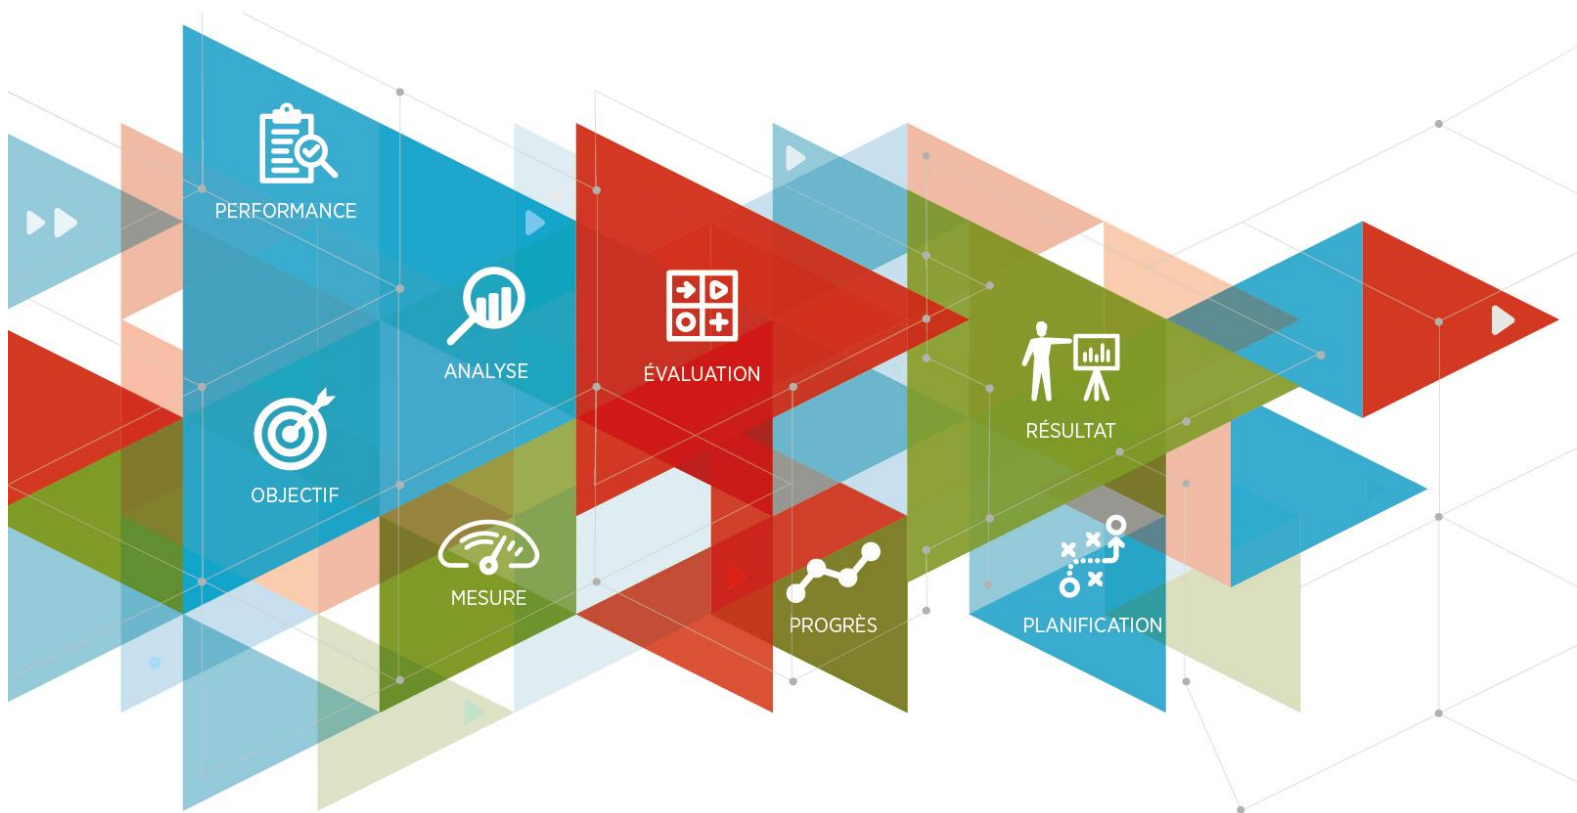 PERFORMANCE
ANALYSE
ÉVALUATION
OBJECTIF
RÉSULTAT
MESURE
PROGRÈS
PLANIFICATION